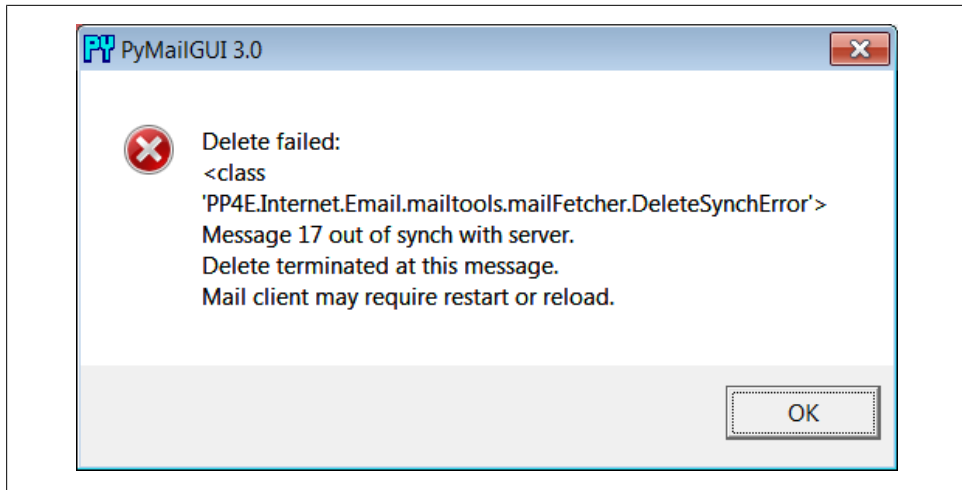 PY PyMailGUI 3.0
Delete failed:
<class
'PP4E.Internet.Email.mailtools.mailFetcher.DeleteSynchError'>
Message 17 out of synch with server.
Delete terminated at this message.
Mail client may require restart or reload.
OK